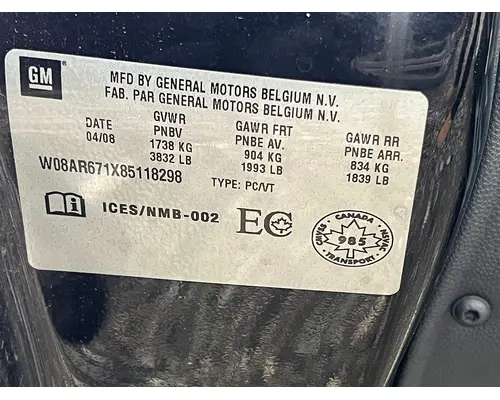 GM
MFD BY GENERAL MOTORS BELGIUM N.V.
FAB. PAR GENERAL MOTORS BELGIUM N.V.
DATE GVWR GAWR FRT GAWR RR
04/08 PNBV PNBE AV. PNBE ARR.
1738 KG 904 KG 834 KG
3832 LB 1993 LB 1839 LB
W08AR671X85118298 TYPE: PC/VT
i ICES/NMB-002 EC
CANADA
CMVSS 985 NSVAC
TRANSPORT